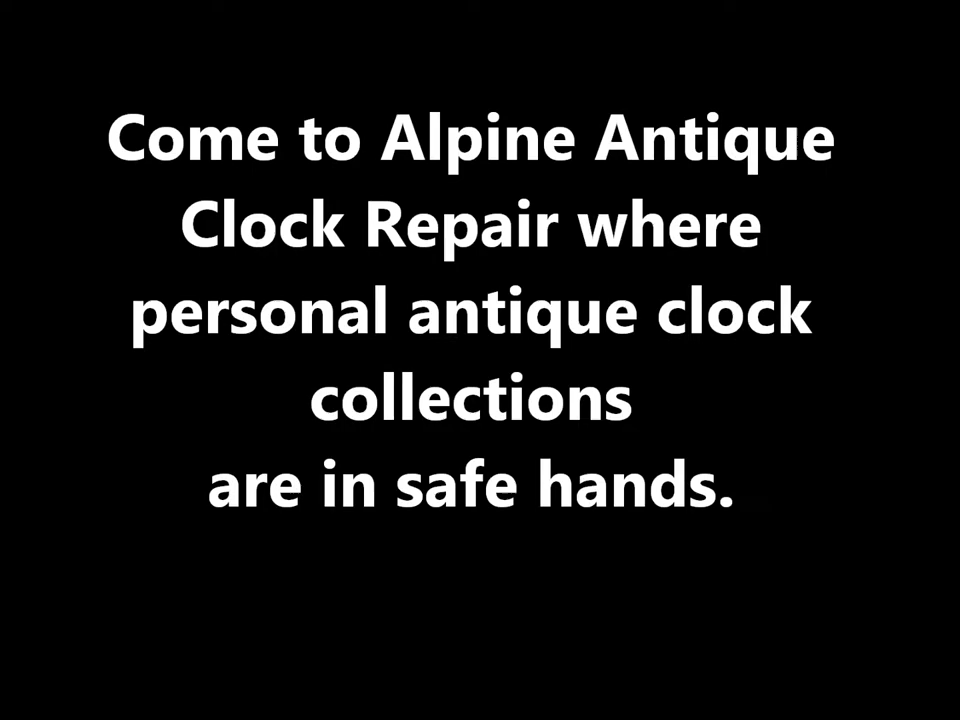 Come to Alpine Antique
Clock Repair where
personal antique clock
collections
are in safe hands.